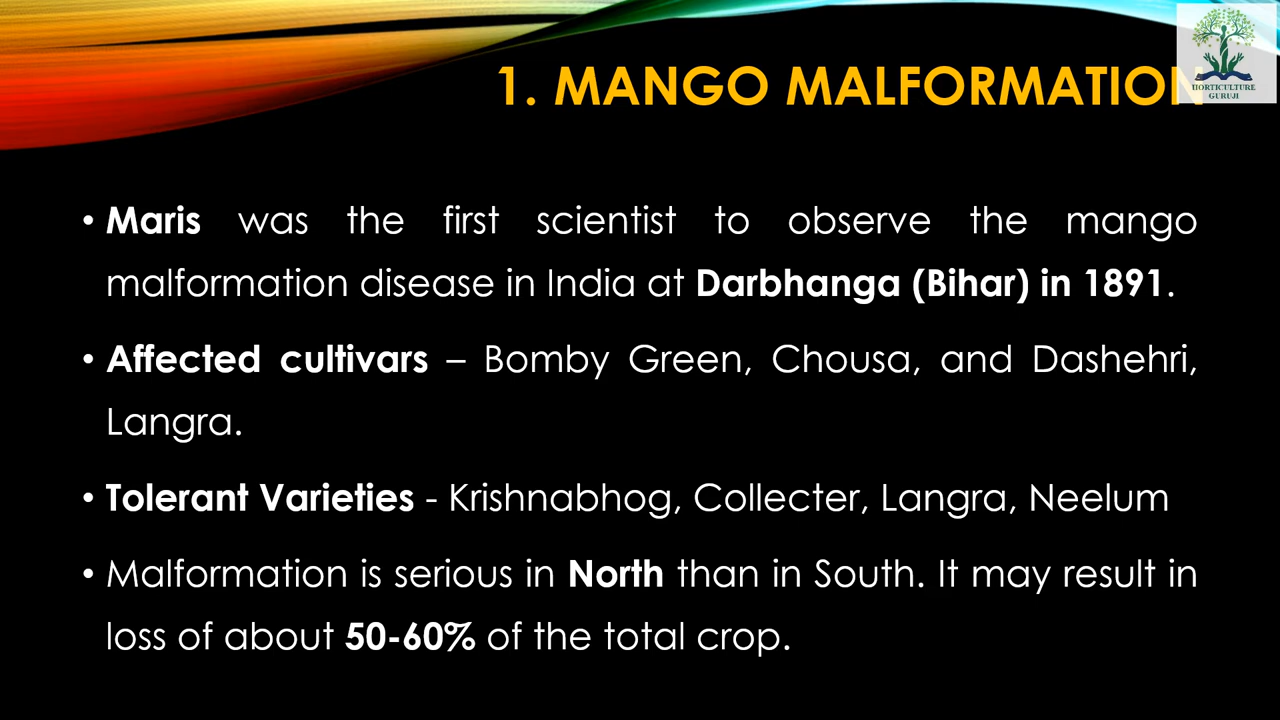 1. MANGO MALFORMATION
HORTICULTURE
GURUJI
• Maris was the first scientist to observe the mango
malformation disease in India at Darbhanga (Bihar) in 1891.
• Affected cultivars – Bomby Green, Chousa, and Dashehri,
Langra.
• Tolerant Varieties - Krishnabhog, Collecter, Langra, Neelum
• Malformation is serious in North than in South. It may result in
loss of about 50-60% of the total crop.